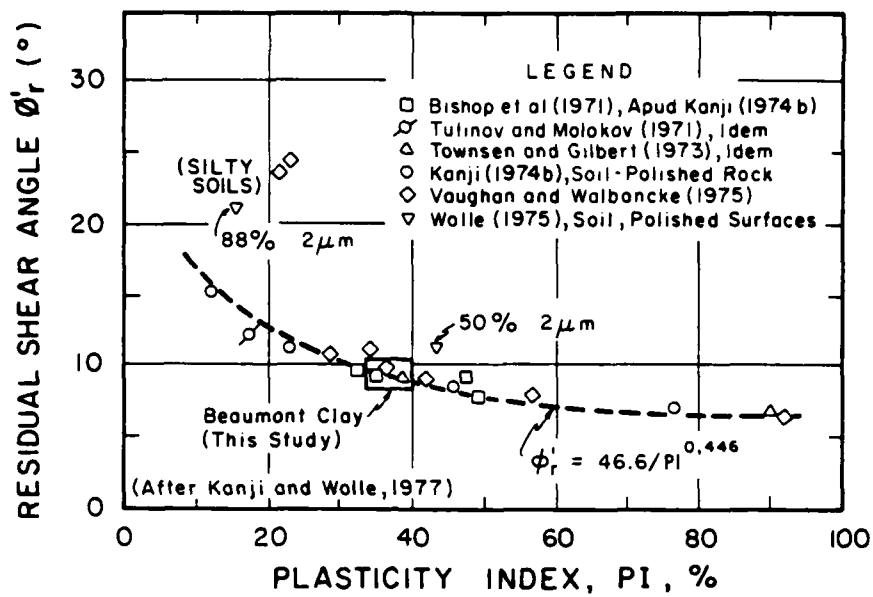 RESIDUAL SHEAR ANGLE Ø'r (°)
30
20
10
0
LEGEND
Bishop et al (1971), Apud Kanji (1974b)
Tulinov and Molokov (1971), Idem
Townsen and Gilbert (1973), Idem
Kanji (1974b), Soil-Polished Rock
Vaughan and Walbancke (1975)
Wolle (1975), Soil, Polished Surfaces
(SILTY
SOILS)
88% 2μm
50% 2μm
Beaumont Clay
(This Study)
ϕ'r = 46.6/PI^0,446
(After Kanji and Wolle, 1977)
0 20 40 60 80 100
PLASTICITY INDEX, PI, %